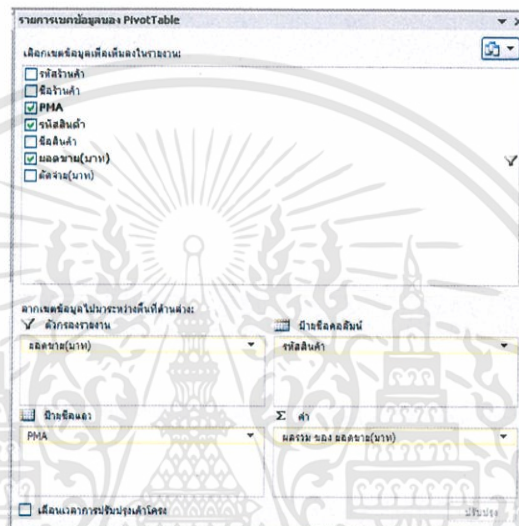 รายการเขตข้อมูลของ PivotTable
เลือกเขตข้อมูลเพื่อเพิ่มลงในรายงาน:
รหัสร้านค้า
ชื่อร้านค้า
PMA
รหัสสินค้า
ชื่อสินค้า
ยอดขาย(บาท)
ตัดจ่าย(บาท)
ลากเขตข้อมูลไปมาระหว่างพื้นที่ด้านล่าง:
ตัวกรองรายงาน
ป้ายชื่อคอลัมน์
ยอดขาย(บาท)
รหัสสินค้า
ป้ายชื่อแถว
Σ ค่า
PMA
ผลรวม ของ ยอดขาย(บาท)
เลื่อนเวลาการปรับปรุงเค้าโครง
ปรับปรุง